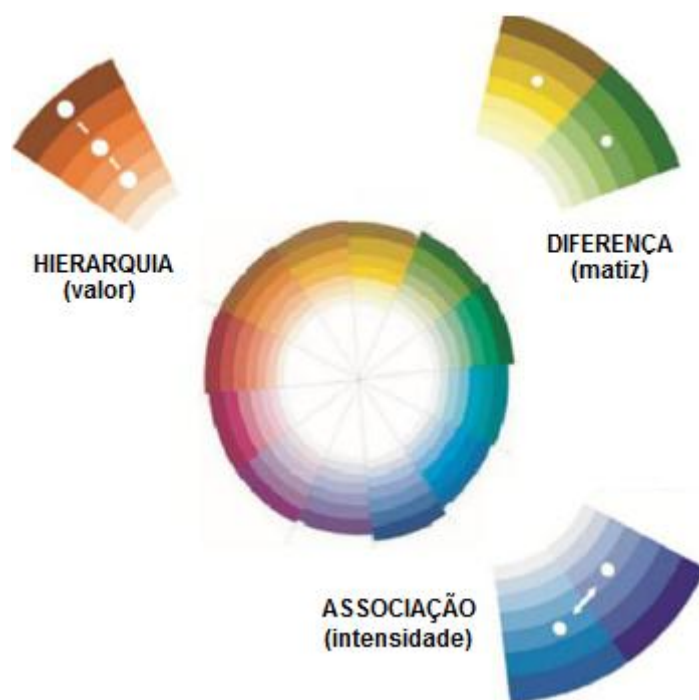 HIERARQUIA
(valor)
DIFERENÇA
(matiz)
ASSOCIAÇÃO
(intensidade)